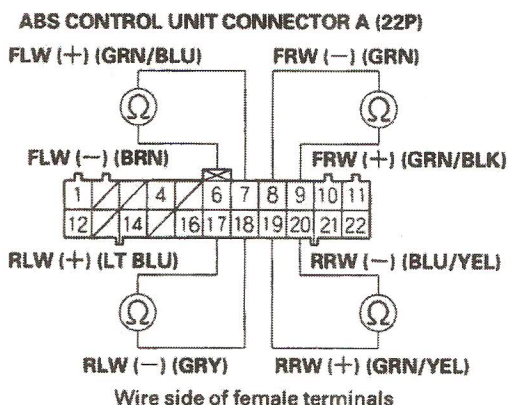 ABS CONTROL UNIT CONNECTOR A (22P)
FLW (+) (GRN/BLU) FRW (−) (GRN)
Ω Ω
FLW (−) (BRN) FRW (+) (GRN/BLK)
1 4 6 7 8 9 10 11
12 14 16 17 18 19 20 21 22
RLW (+) (LT BLU) RRW (−) (BLU/YEL)
Ω Ω
RLW (−) (GRY) RRW (+) (GRN/YEL)
Wire side of female terminals